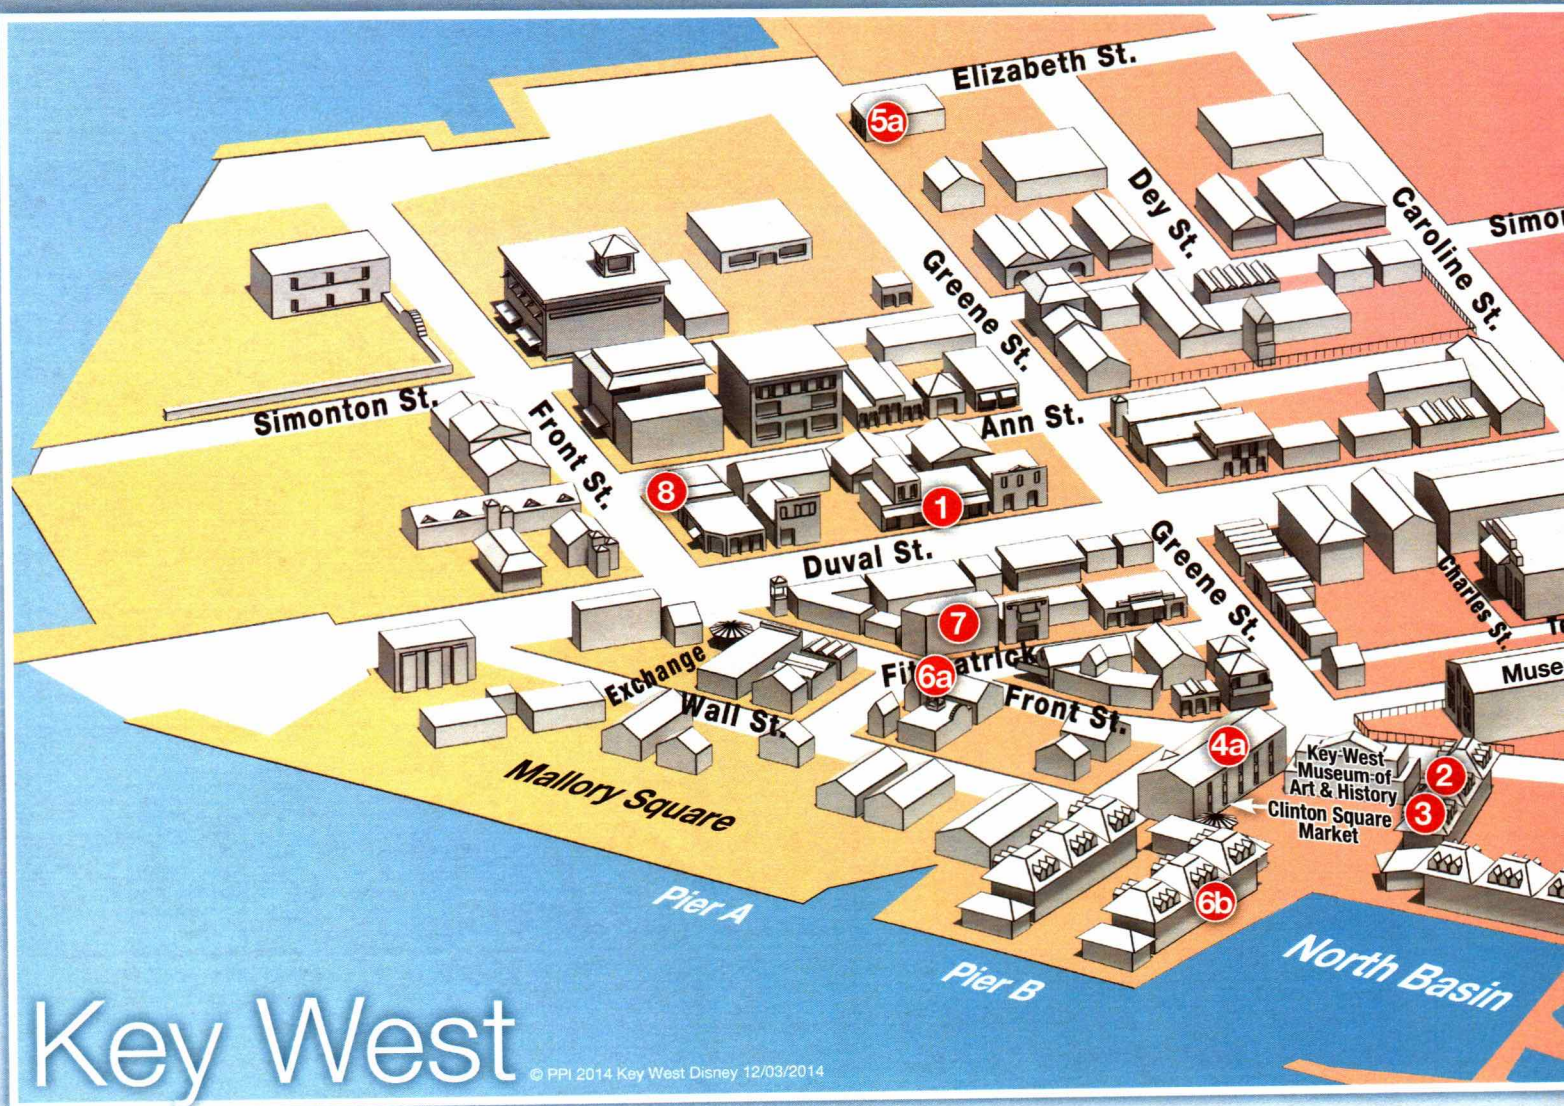 Elizabeth St.
5a
Dey St.
Caroline St.
Greene St.
Simonton St.
Front St.
Ann St.
8
1
Duval St.
Greene St.
Charles St.
7
Exchange
6a
Wall St.
Front St.
4a
Key West
Museum of
Art & History
2
3
Clinton Square
Market
Mallory Square
6b
Pier A
Pier B
North Basin
Key West
© PPI 2014 Key West Disney 12/03/2014